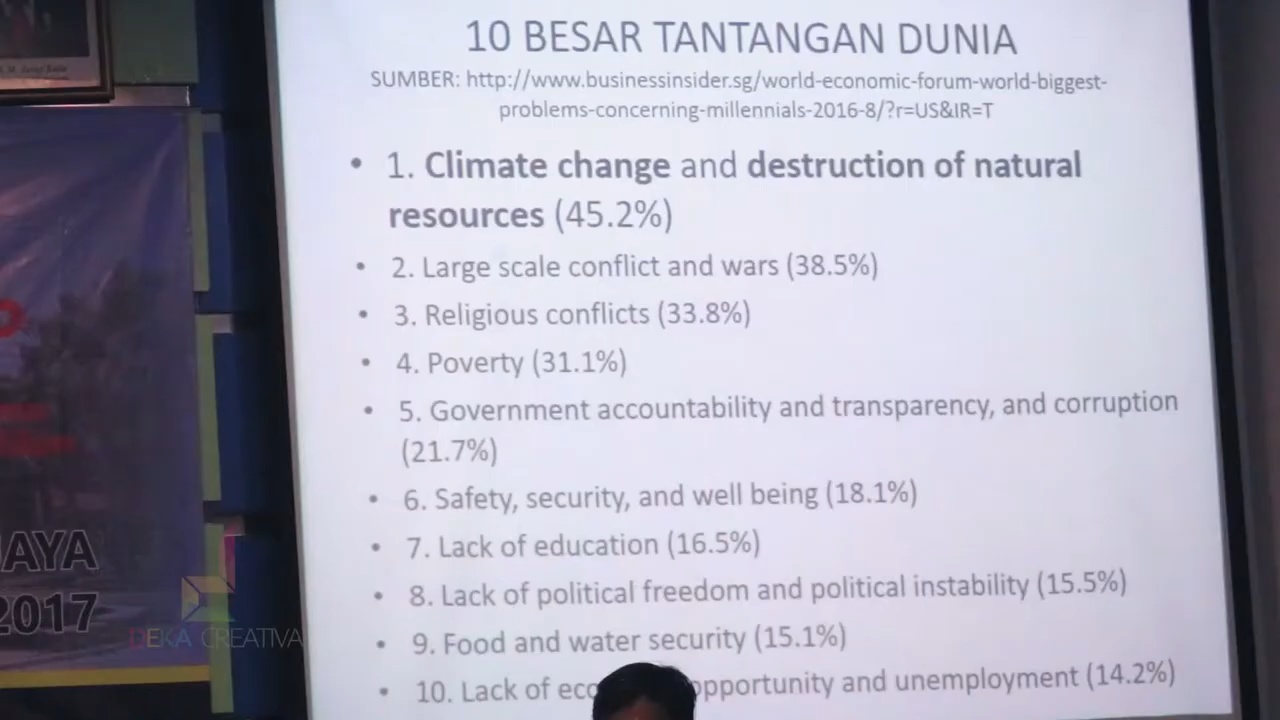 10 BESAR TANTANGAN DUNIA
SUMBER: http://www.businessinsider.sg/world-economic-forum-world-biggest-
problems-concerning-millennials-2016-8/?r=US&IR=T
• 1. Climate change and destruction of natural
resources (45.2%)
• 2. Large scale conflict and wars (38.5%)
• 3. Religious conflicts (33.8%)
• 4. Poverty (31.1%)
• 5. Government accountability and transparency, and corruption
(21.7%)
• 6. Safety, security, and well being (18.1%)
• 7. Lack of education (16.5%)
• 8. Lack of political freedom and political instability (15.5%)
• 9. Food and water security (15.1%)
• 10. Lack of eco opportunity and unemployment (14.2%)
AYA
2017
DEKA CREATIVA